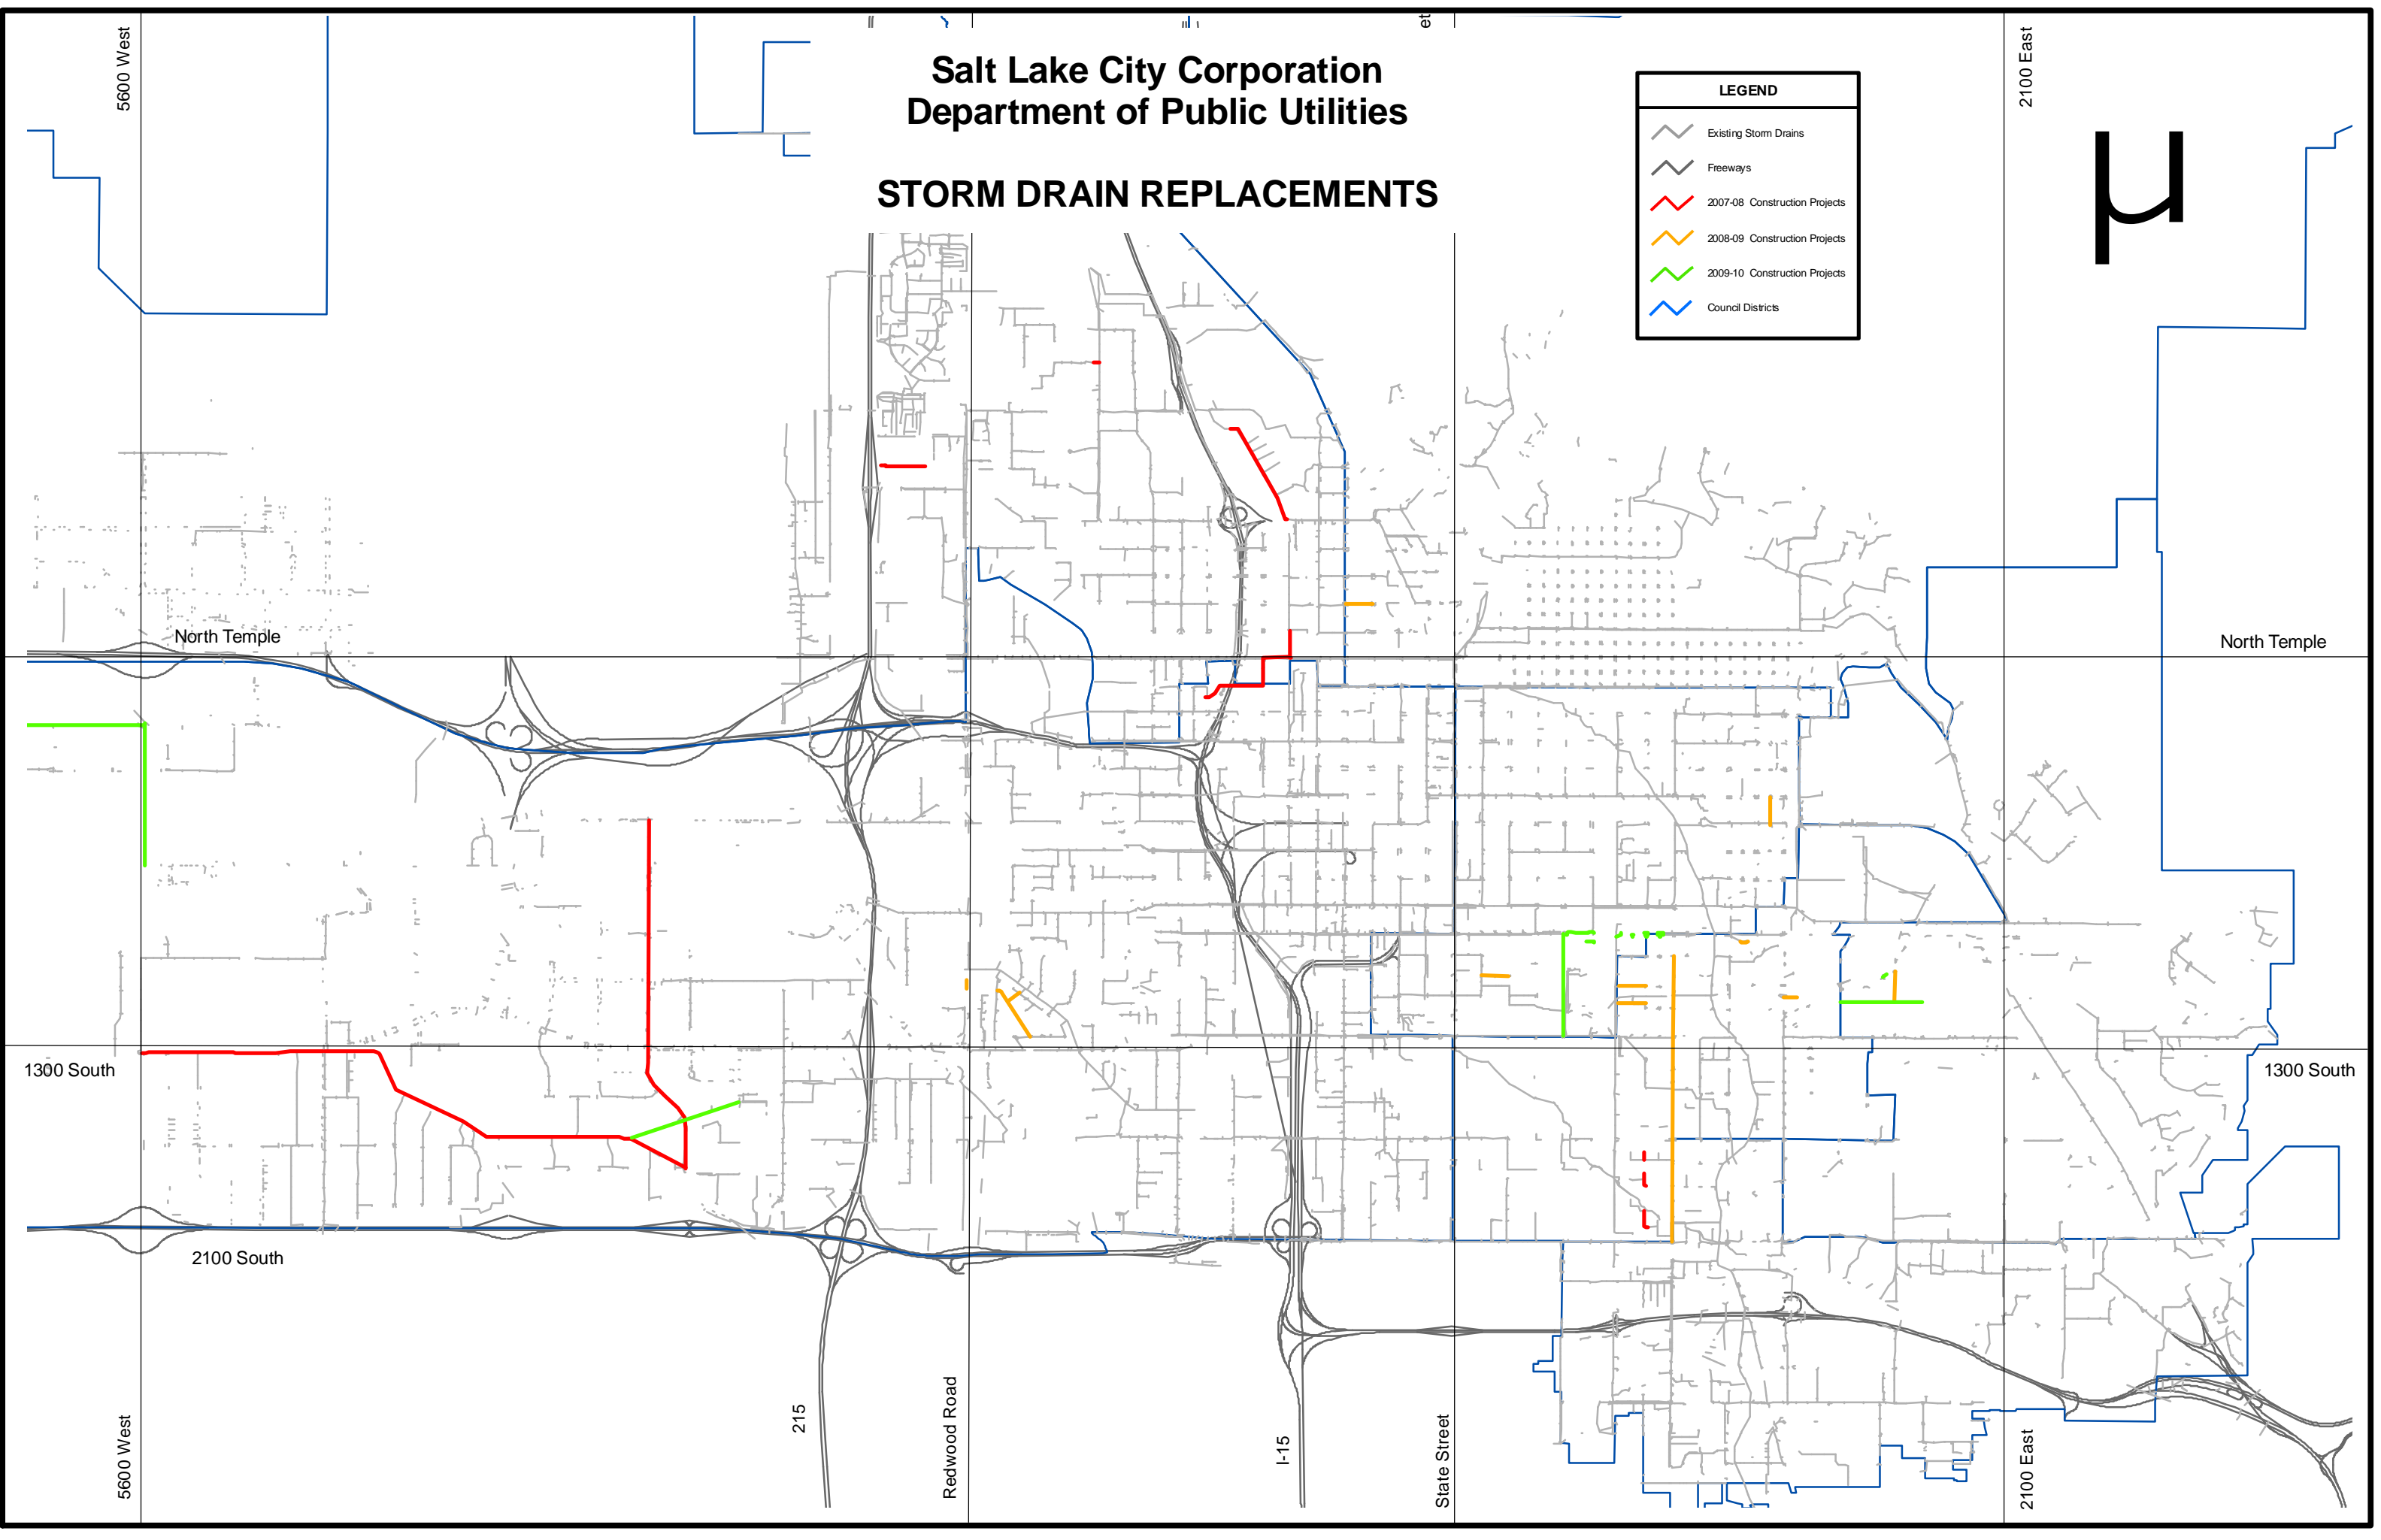 5600 West
et
2100 East
Salt Lake City Corporation
Department of Public Utilities
STORM DRAIN REPLACEMENTS
LEGEND
Existing Storm Drains
Freeways
2007-08 Construction Projects
2008-09 Construction Projects
2009-10 Construction Projects
Council Districts
µ
North Temple
North Temple
1300 South
1300 South
2100 South
5600 West
215
Redwood Road
I-15
State Street
2100 East